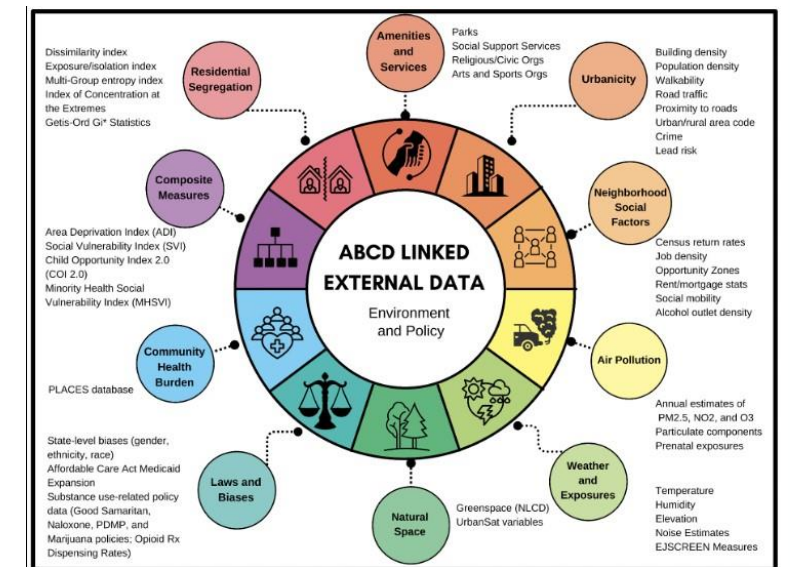 Dissimilarity index
Exposure/isolation index
Multi-Group entropy index
Index of Concentration at
the Extremes
Getis-Ord Gi* Statistics
Residential
Segregation
Amenities
and
Services
Parks
Social Support Services
Religious/Civic Orgs
Arts and Sports Orgs
Urbanicity
Building density
Population density
Walkability
Road traffic
Proximity to roads
Urban/rural area code
Crime
Lead risk
Composite
Measures
Area Deprivation Index (ADI)
Social Vulnerability Index (SVI)
Child Opportunity Index 2.0
(COI 2.0)
Minority Health Social
Vulnerability Index (MHSVI)
ABCD LINKED
EXTERNAL DATA
Environment
and Policy
Neighborhood
Social
Factors
Census return rates
Job density
Opportunity Zones
Rent/mortgage stats
Social mobility
Alcohol outlet density
Community
Health
Burden
PLACES database
Air Pollution
Annual estimates of
PM2.5, NO2, and O3
Particulate components
Prenatal exposures
State-level biases (gender,
ethnicity, race)
Affordable Care Act Medicaid
Expansion
Substance use-related policy
data (Good Samaritan,
Naloxone, PDMP, and
Marijuana policies; Opioid Rx
Dispensing Rates)
Laws and
Biases
Natural
Space
Greenspace (NLCD)
UrbanSat variables
Weather
and
Exposures
Temperature
Humidity
Elevation
Noise Estimates
EJSCREEN Measures